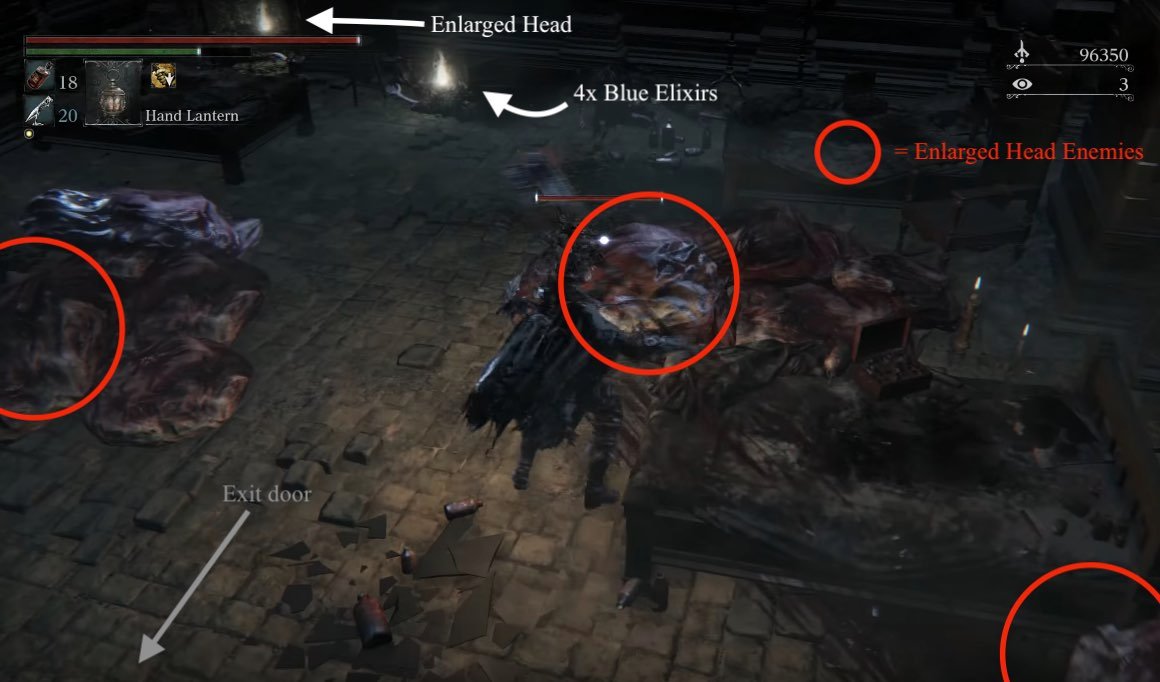 Enlarged Head
96350
18
4x Blue Elixirs
3
20
Hand Lantern
= Enlarged Head Enemies
Exit door